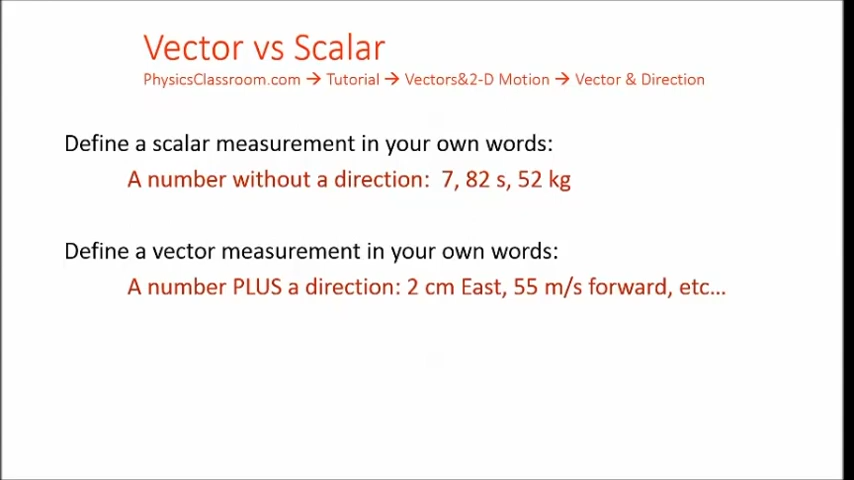 Vector vs Scalar
PhysicsClassroom.com → Tutorial → Vectors&2-D Motion → Vector & Direction
Define a scalar measurement in your own words:
A number without a direction: 7, 82 s, 52 kg
Define a vector measurement in your own words:
A number PLUS a direction: 2 cm East, 55 m/s forward, etc…